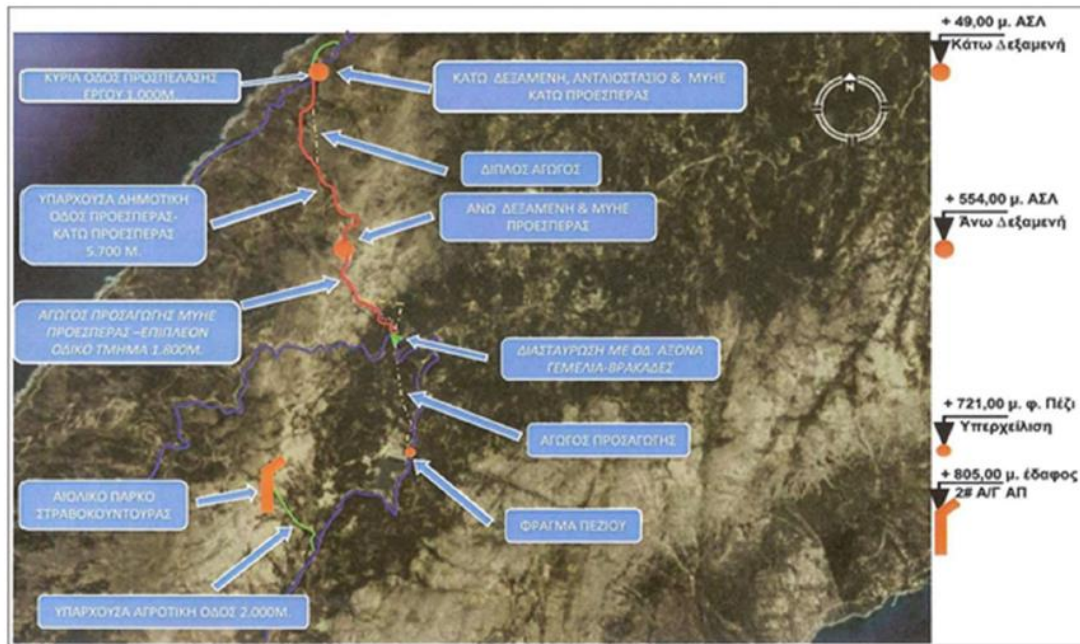 + 49,00 μ. ΑΣΛ
Κάτω Δεξαμενή
ΚΥΡΙΑ ΟΔΟΣ ΠΡΟΣΠΕΛΑΣΗΣ
ΕΡΓΟΥ 1.000Μ.
ΚΑΤΩ ΔΕΞΑΜΕΝΗ, ΑΝΤΛΙΟΣΤΑΣΙΟ & ΜΥΗΕ
ΚΑΤΩ ΠΡΟΕΣΠΕΡΑΣ
N
ΔΙΠΛΟΣ ΑΓΩΓΟΣ
ΥΠΑΡΧΟΥΣΑ ΔΗΜΟΤΙΚΗ
ΟΔΟΣ ΠΡΟΕΣΠΕΡΑΣ-
ΚΑΤΩ ΠΡΟΕΣΠΕΡΑΣ
5.700 Μ.
ΑΝΩ ΔΕΞΑΜΕΝΗ & ΜΥΗΕ
ΠΡΟΕΣΠΕΡΑΣ
+ 554,00 μ. ΑΣΛ
Άνω Δεξαμενή
ΑΓΩΓΟΣ ΠΡΟΣΑΓΩΓΗΣ ΜΥΗΕ
ΠΡΟΕΣΠΕΡΑΣ –ΕΠΙΠΛΕΟΝ
ΟΔΙΚΟ ΤΜΗΜΑ 1.800Μ.
ΔΙΑΣΤΑΥΡΩΣΗ ΜΕ ΟΔ. ΑΞΟΝΑ
ΓΕΜΕΛΙΑ-ΒΡΑΚΑΔΕΣ
ΑΓΩΓΟΣ ΠΡΟΣΑΓΩΓΗΣ
+ 721,00 μ. φ. Πέζι
Υπερχείλιση
+ 805,00 μ. έδαφος
2# Α/Γ ΑΠ
ΑΙΟΛΙΚΟ ΠΑΡΚΟ
ΣΤΡΑΒΟΚΟΥΝΤΟΥΡΑΣ
ΦΡΑΓΜΑ ΠΕΖΙΟΥ
ΥΠΑΡΧΟΥΣΑ ΑΓΡΟΤΙΚΗ ΟΔΟΣ 2.000Μ.